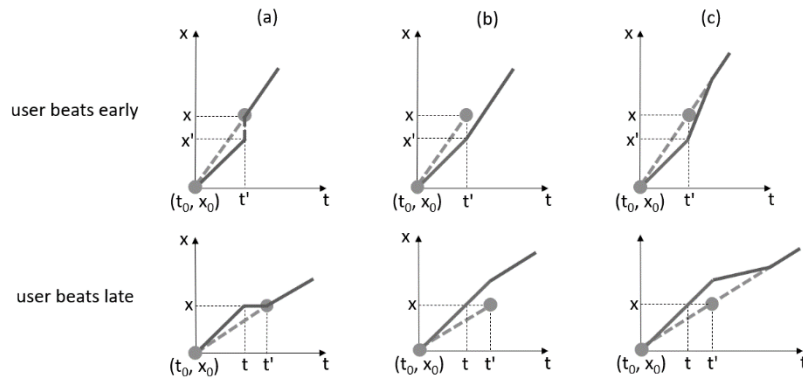 (a) (b) (c)
user beats early
x x x
x x x
x' x' x'
(t₀, x₀) t' t (t₀, x₀) t' t (t₀, x₀) t' t
user beats late
x x x
x x x
(t₀, x₀) t t' t (t₀, x₀) t t' t (t₀, x₀) t t' t